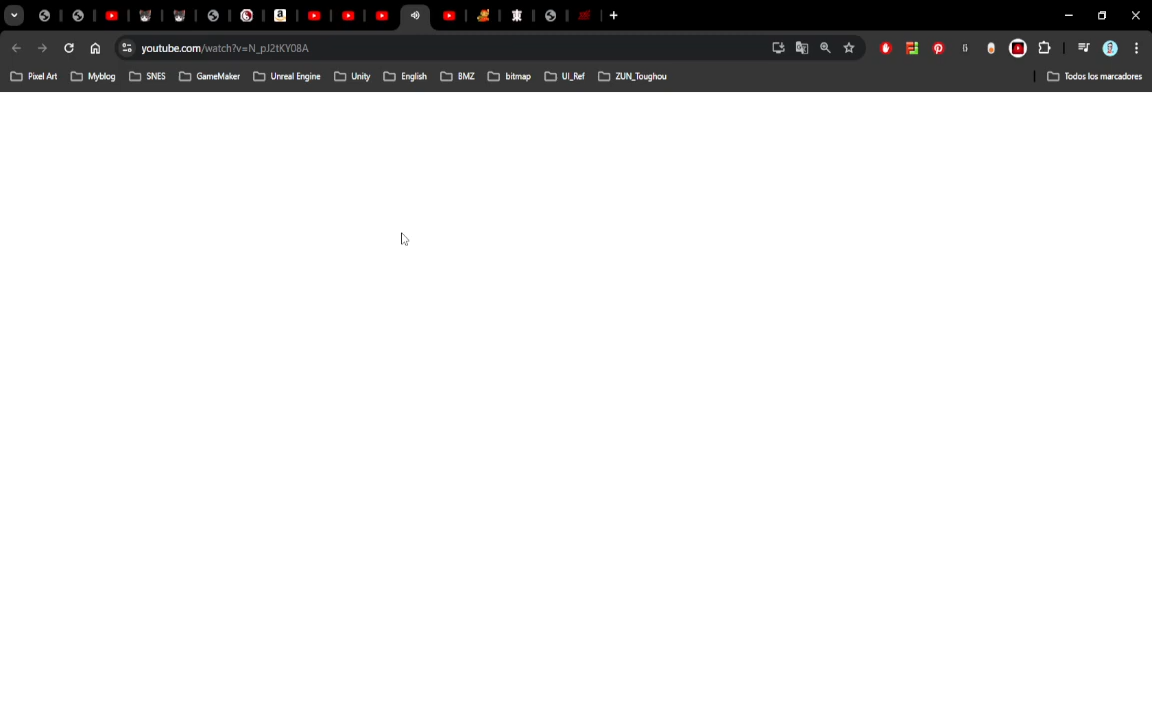 youtube.com/watch?v=N_pJ2tKY08A
Pixel Art Myblog SNES GameMaker Unreal Engine Unity English BMZ bitmap UI_Ref ZUN_Toughou Todos los marcadores